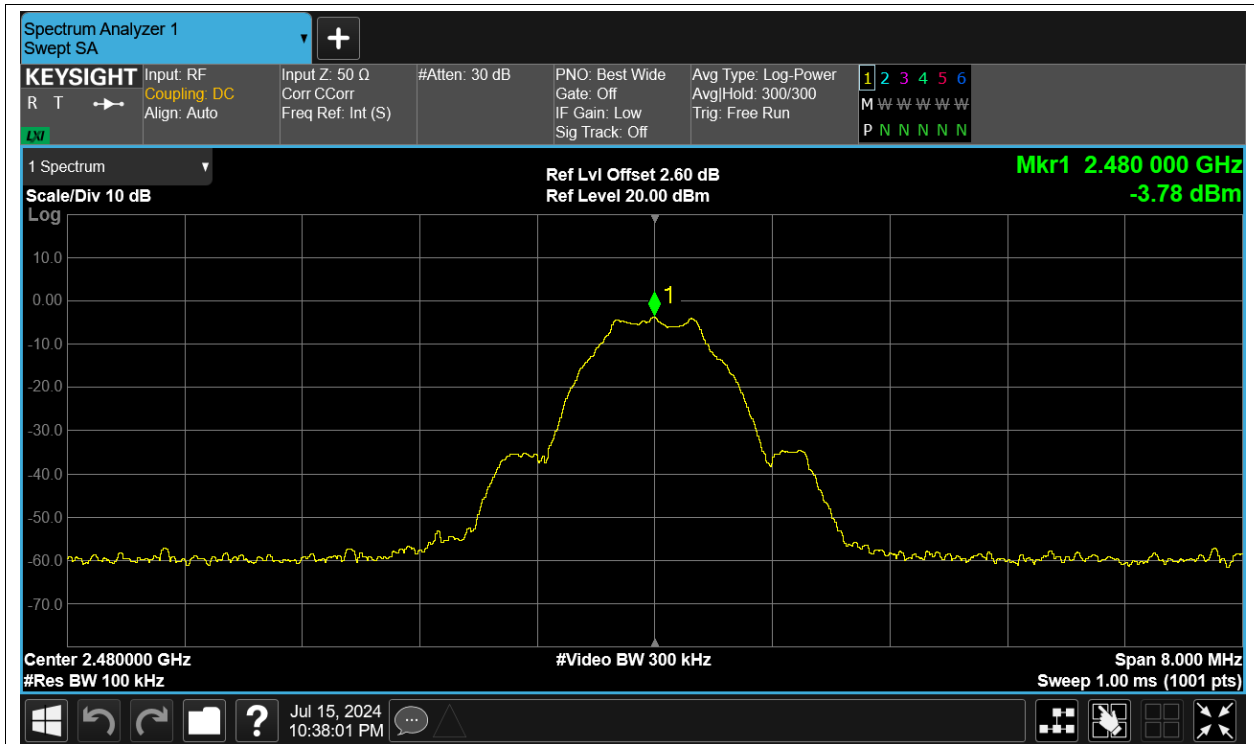 Spectrum Analyzer 1
Swept SA
+
KEYSIGHT
R T
LXI
Input: RF
Coupling: DC
Align: Auto
Input Z: 50 Ω
Corr CCorr
Freq Ref: Int (S)
#Atten: 30 dB
PNO: Best Wide
Gate: Off
IF Gain: Low
Sig Track: Off
Avg Type: Log-Power
Avg|Hold: 300/300
Trig: Free Run
1 2 3 4 5 6
M W W W W W
P N N N N N
1 Spectrum
Scale/Div 10 dB
Log
Ref Lvl Offset 2.60 dB
Ref Level 20.00 dBm
Mkr1 2.480 000 GHz
-3.78 dBm
10.0
0.00
-10.0
-20.0
-30.0
-40.0
-50.0
-60.0
-70.0
1
Center 2.480000 GHz
#Res BW 100 kHz
#Video BW 300 kHz
Span 8.000 MHz
Sweep 1.00 ms (1001 pts)
?
Jul 15, 2024
10:38:01 PM